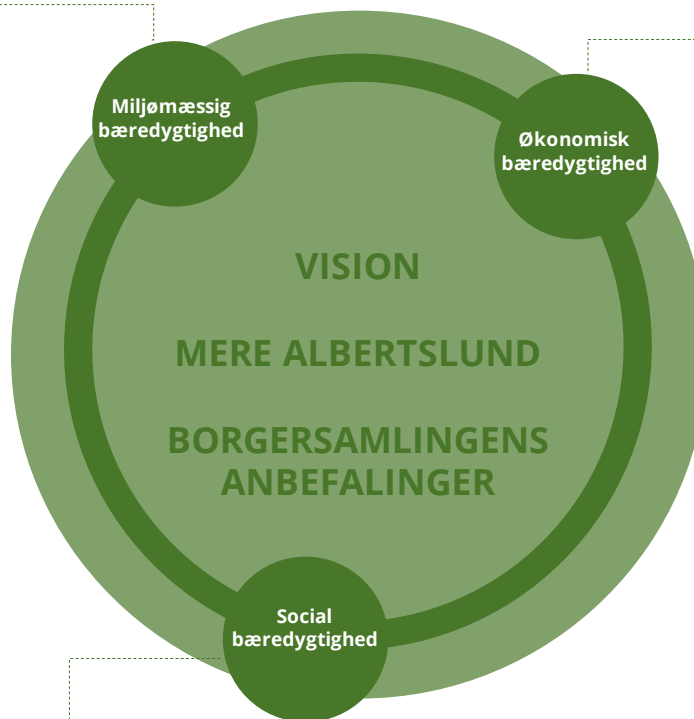 Miljømæssig
bæredygtighed
Økonomisk
bæredygtighed
VISION
MERE ALBERTSLUND
BORGERSAMLINGENS
ANBEFALINGER
Social
bæredygtighed